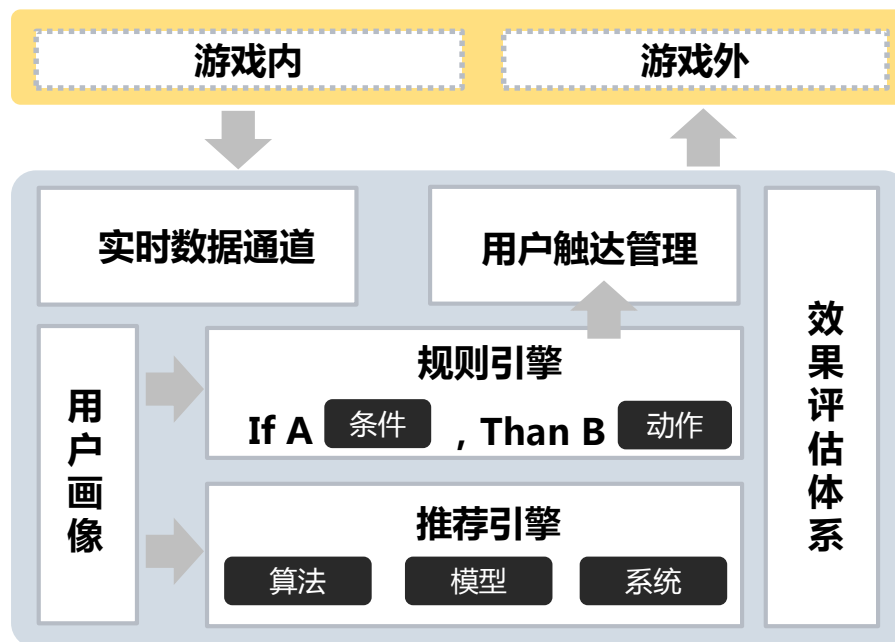 游戏内
游戏外
实时数据通道
用户触达管理
用户画像
规则引擎
If A 条件 , Than B 动作
推荐引擎
算法 模型 系统
效果评估体系